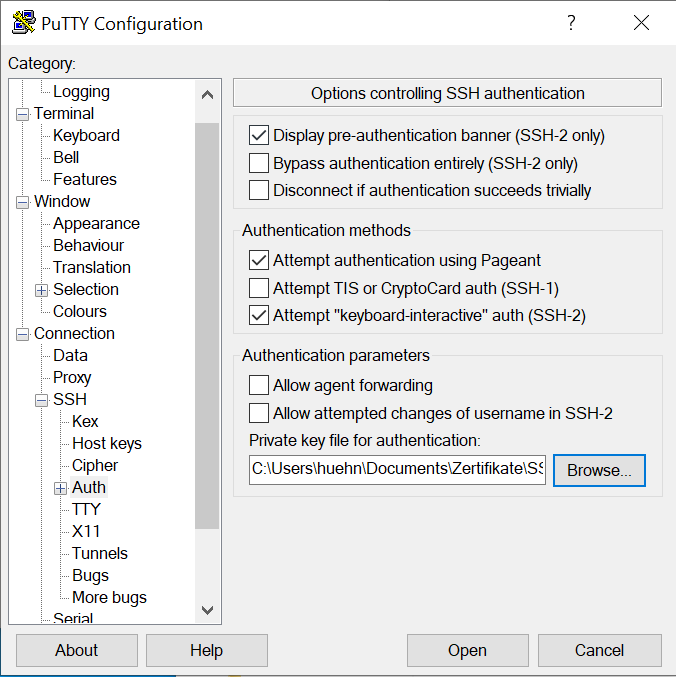 PuTTY Configuration
Category:
Logging
Terminal
Keyboard
Bell
Features
Window
Appearance
Behaviour
Translation
Selection
Colours
Connection
Data
Proxy
SSH
Kex
Host keys
Cipher
Auth
TTY
X11
Tunnels
Bugs
More bugs
Serial
Options controlling SSH authentication
Display pre-authentication banner (SSH-2 only)
Bypass authentication entirely (SSH-2 only)
Disconnect if authentication succeeds trivially
Authentication methods
Attempt authentication using Pageant
Attempt TIS or CryptoCard auth (SSH-1)
Attempt "keyboard-interactive" auth (SSH-2)
Authentication parameters
Allow agent forwarding
Allow attempted changes of username in SSH-2
Private key file for authentication:
C:\Users\huehn\Documents\Zertifikate\SS
Browse...
About
Help
Open
Cancel